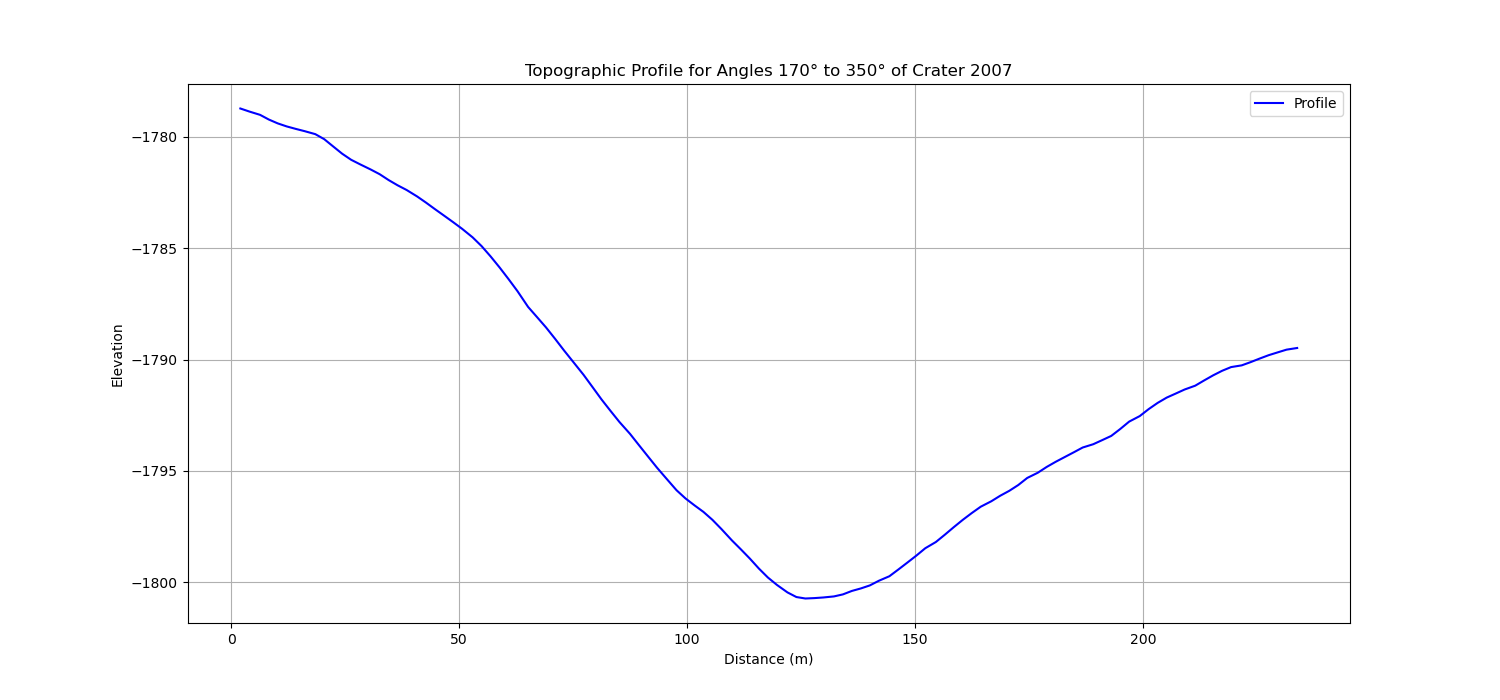 Topographic Profile for Angles 170° to 350° of Crater 2007
Profile
−1780
−1785
−1790
−1795
−1800
Elevation
0 50 100 150 200
Distance (m)